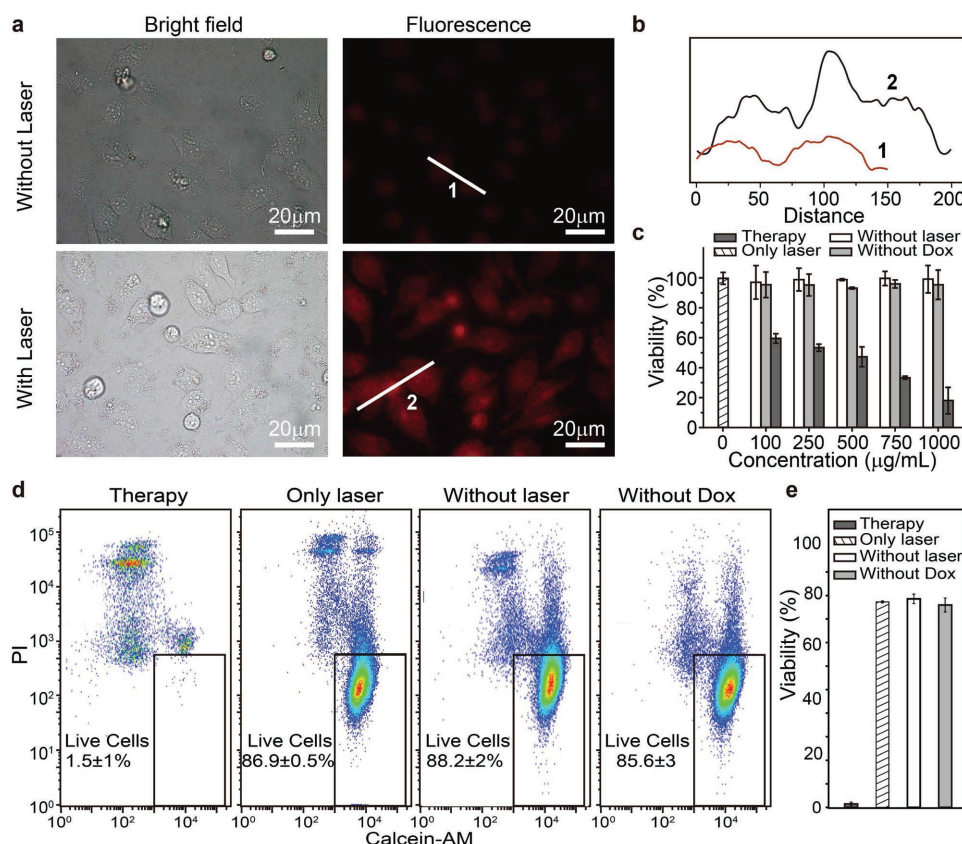 a
Bright field
Fluorescence
Without Laser
20μm
1
20μm
With Laser
20μm
2
20μm
b
2
1
0 50 100 150 200
Distance
c
Therapy
Without laser
Only laser
Without Dox
Viability (%)
100
80
60
40
20
0
0 100 250 500 750 1000
Concentration (μg/mL)
d
Therapy
Only laser
Without laser
Without Dox
PI
10⁵
10⁴
10³
10²
10¹
10⁰
Live Cells
1.5±1%
Live Cells
86.9±0.5%
Live Cells
88.2±2%
Live Cells
85.6±3
10⁰ 10² 10⁴
10⁰ 10² 10⁴
10⁰ 10² 10⁴
10⁰ 10² 10⁴
Calcein-AM
e
Therapy
Only laser
Without laser
Without Dox
Viability (%)
100
80
60
40
20
0